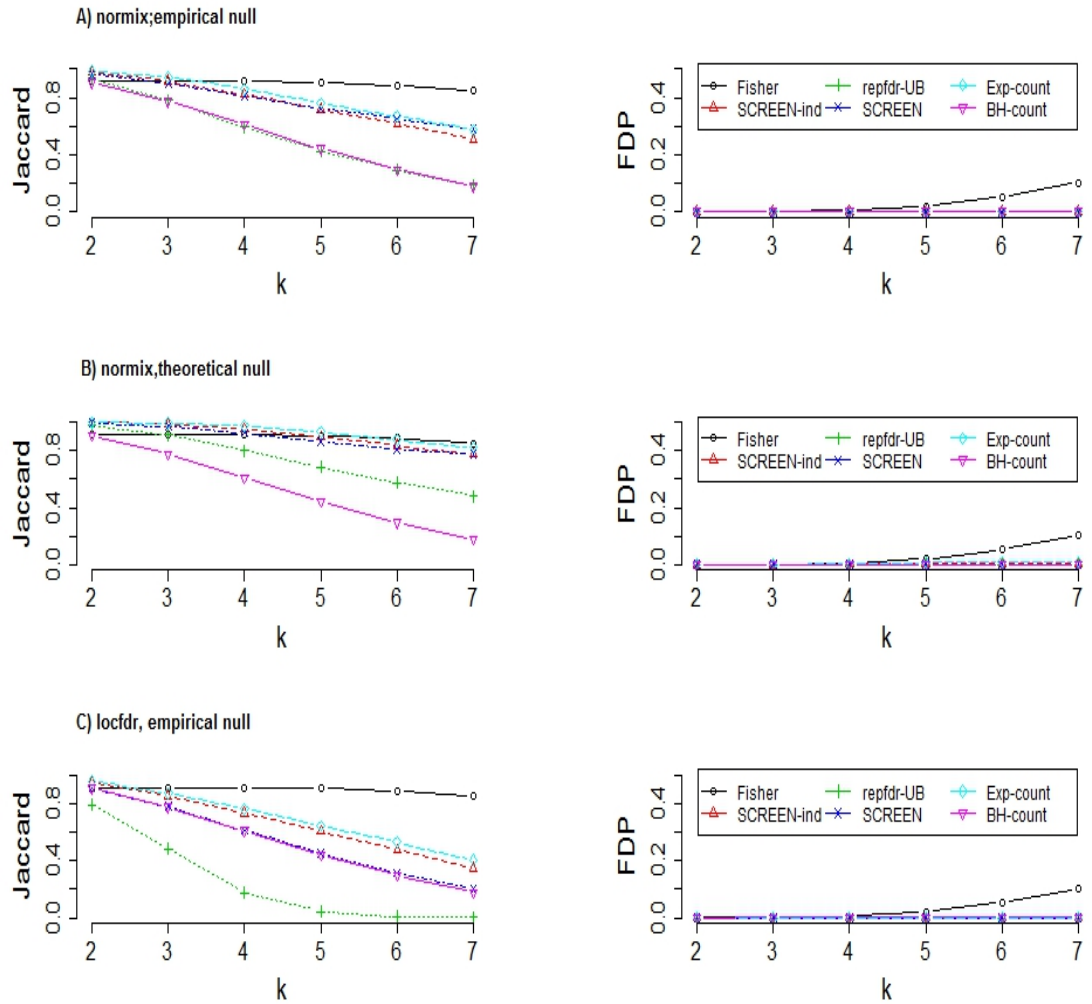 A) normix;empirical null
Jaccard
0.0 0.4 0.8
2 3 4 5 6 7
k
FDP
0.0 0.2 0.4
Fisher repfdr-UB Exp-count
SCREEN-ind SCREEN BH-count
2 3 4 5 6 7
k
B) normix,theoretical null
Jaccard
0.0 0.4 0.8
2 3 4 5 6 7
k
FDP
0.0 0.2 0.4
Fisher repfdr-UB Exp-count
SCREEN-ind SCREEN BH-count
2 3 4 5 6 7
k
C) locfdr, empirical null
Jaccard
0.0 0.4 0.8
2 3 4 5 6 7
k
FDP
0.0 0.2 0.4
Fisher repfdr-UB Exp-count
SCREEN-ind SCREEN BH-count
2 3 4 5 6 7
k